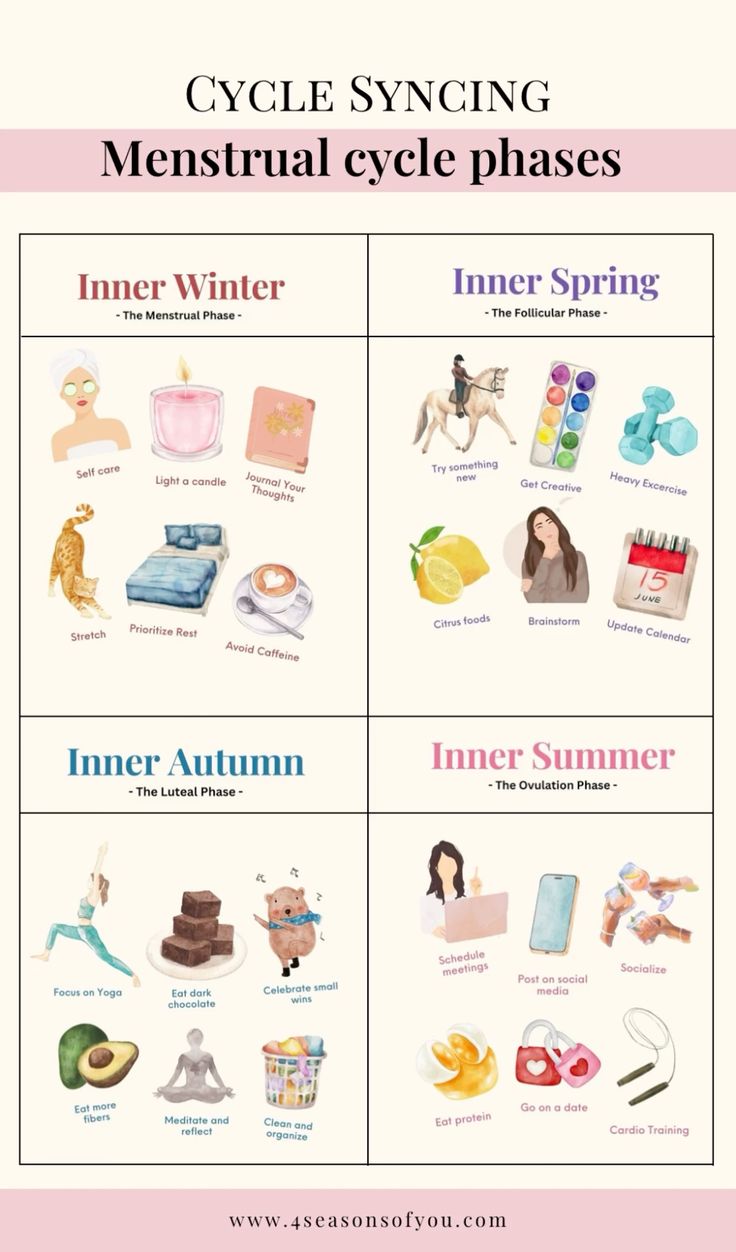 CYCLE SYNCING
Menstrual cycle phases
Inner Winter
- The Menstrual Phase -
Self care
Light a candle
Journal Your
Thoughts
Stretch
Prioritize Rest
Avoid Caffeine
Inner Spring
- The Follicular Phase -
Try something
new
Get Creative
Heavy Excercise
Citrus foods
Brainstorm
15
JUNE
Update Calendar
Inner Autumn
- The Luteal Phase -
Focus on Yoga
Eat dark
chocolate
Celebrate small
wins
Eat more
fibers
Meditate and
reflect
Clean and
organize
Inner Summer
- The Ovulation Phase -
Schedule
meetings
Post on social
media
Socialize
Eat protein
Go on a date
Cardio Training
www.4seasonsofyou.com